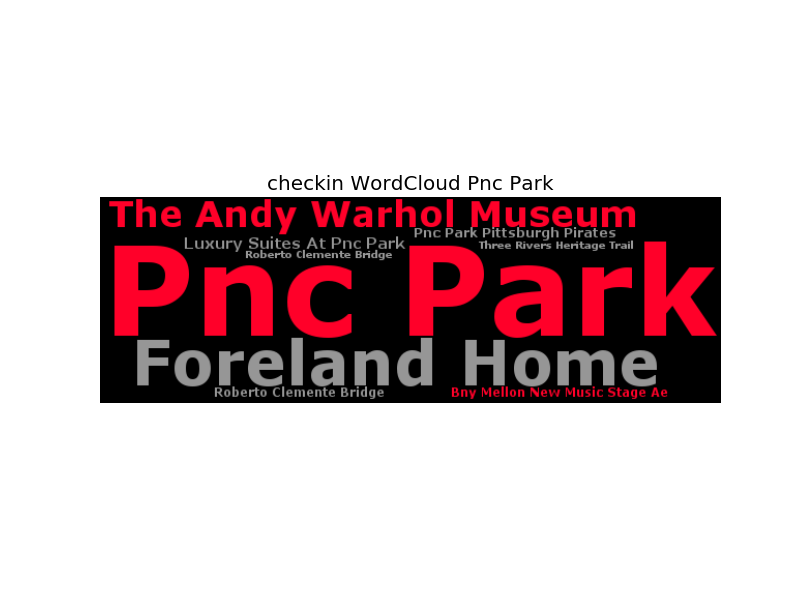 checkin WordCloud Pnc Park
The Andy Warhol Museum
Pnc Park Pittsburgh Pirates
Luxury Suites At Pnc Park
Three Rivers Heritage Trail
Roberto Clemente Bridge
Pnc Park
Foreland Home
Roberto Clemente Bridge
Bny Mellon New Music Stage Ae